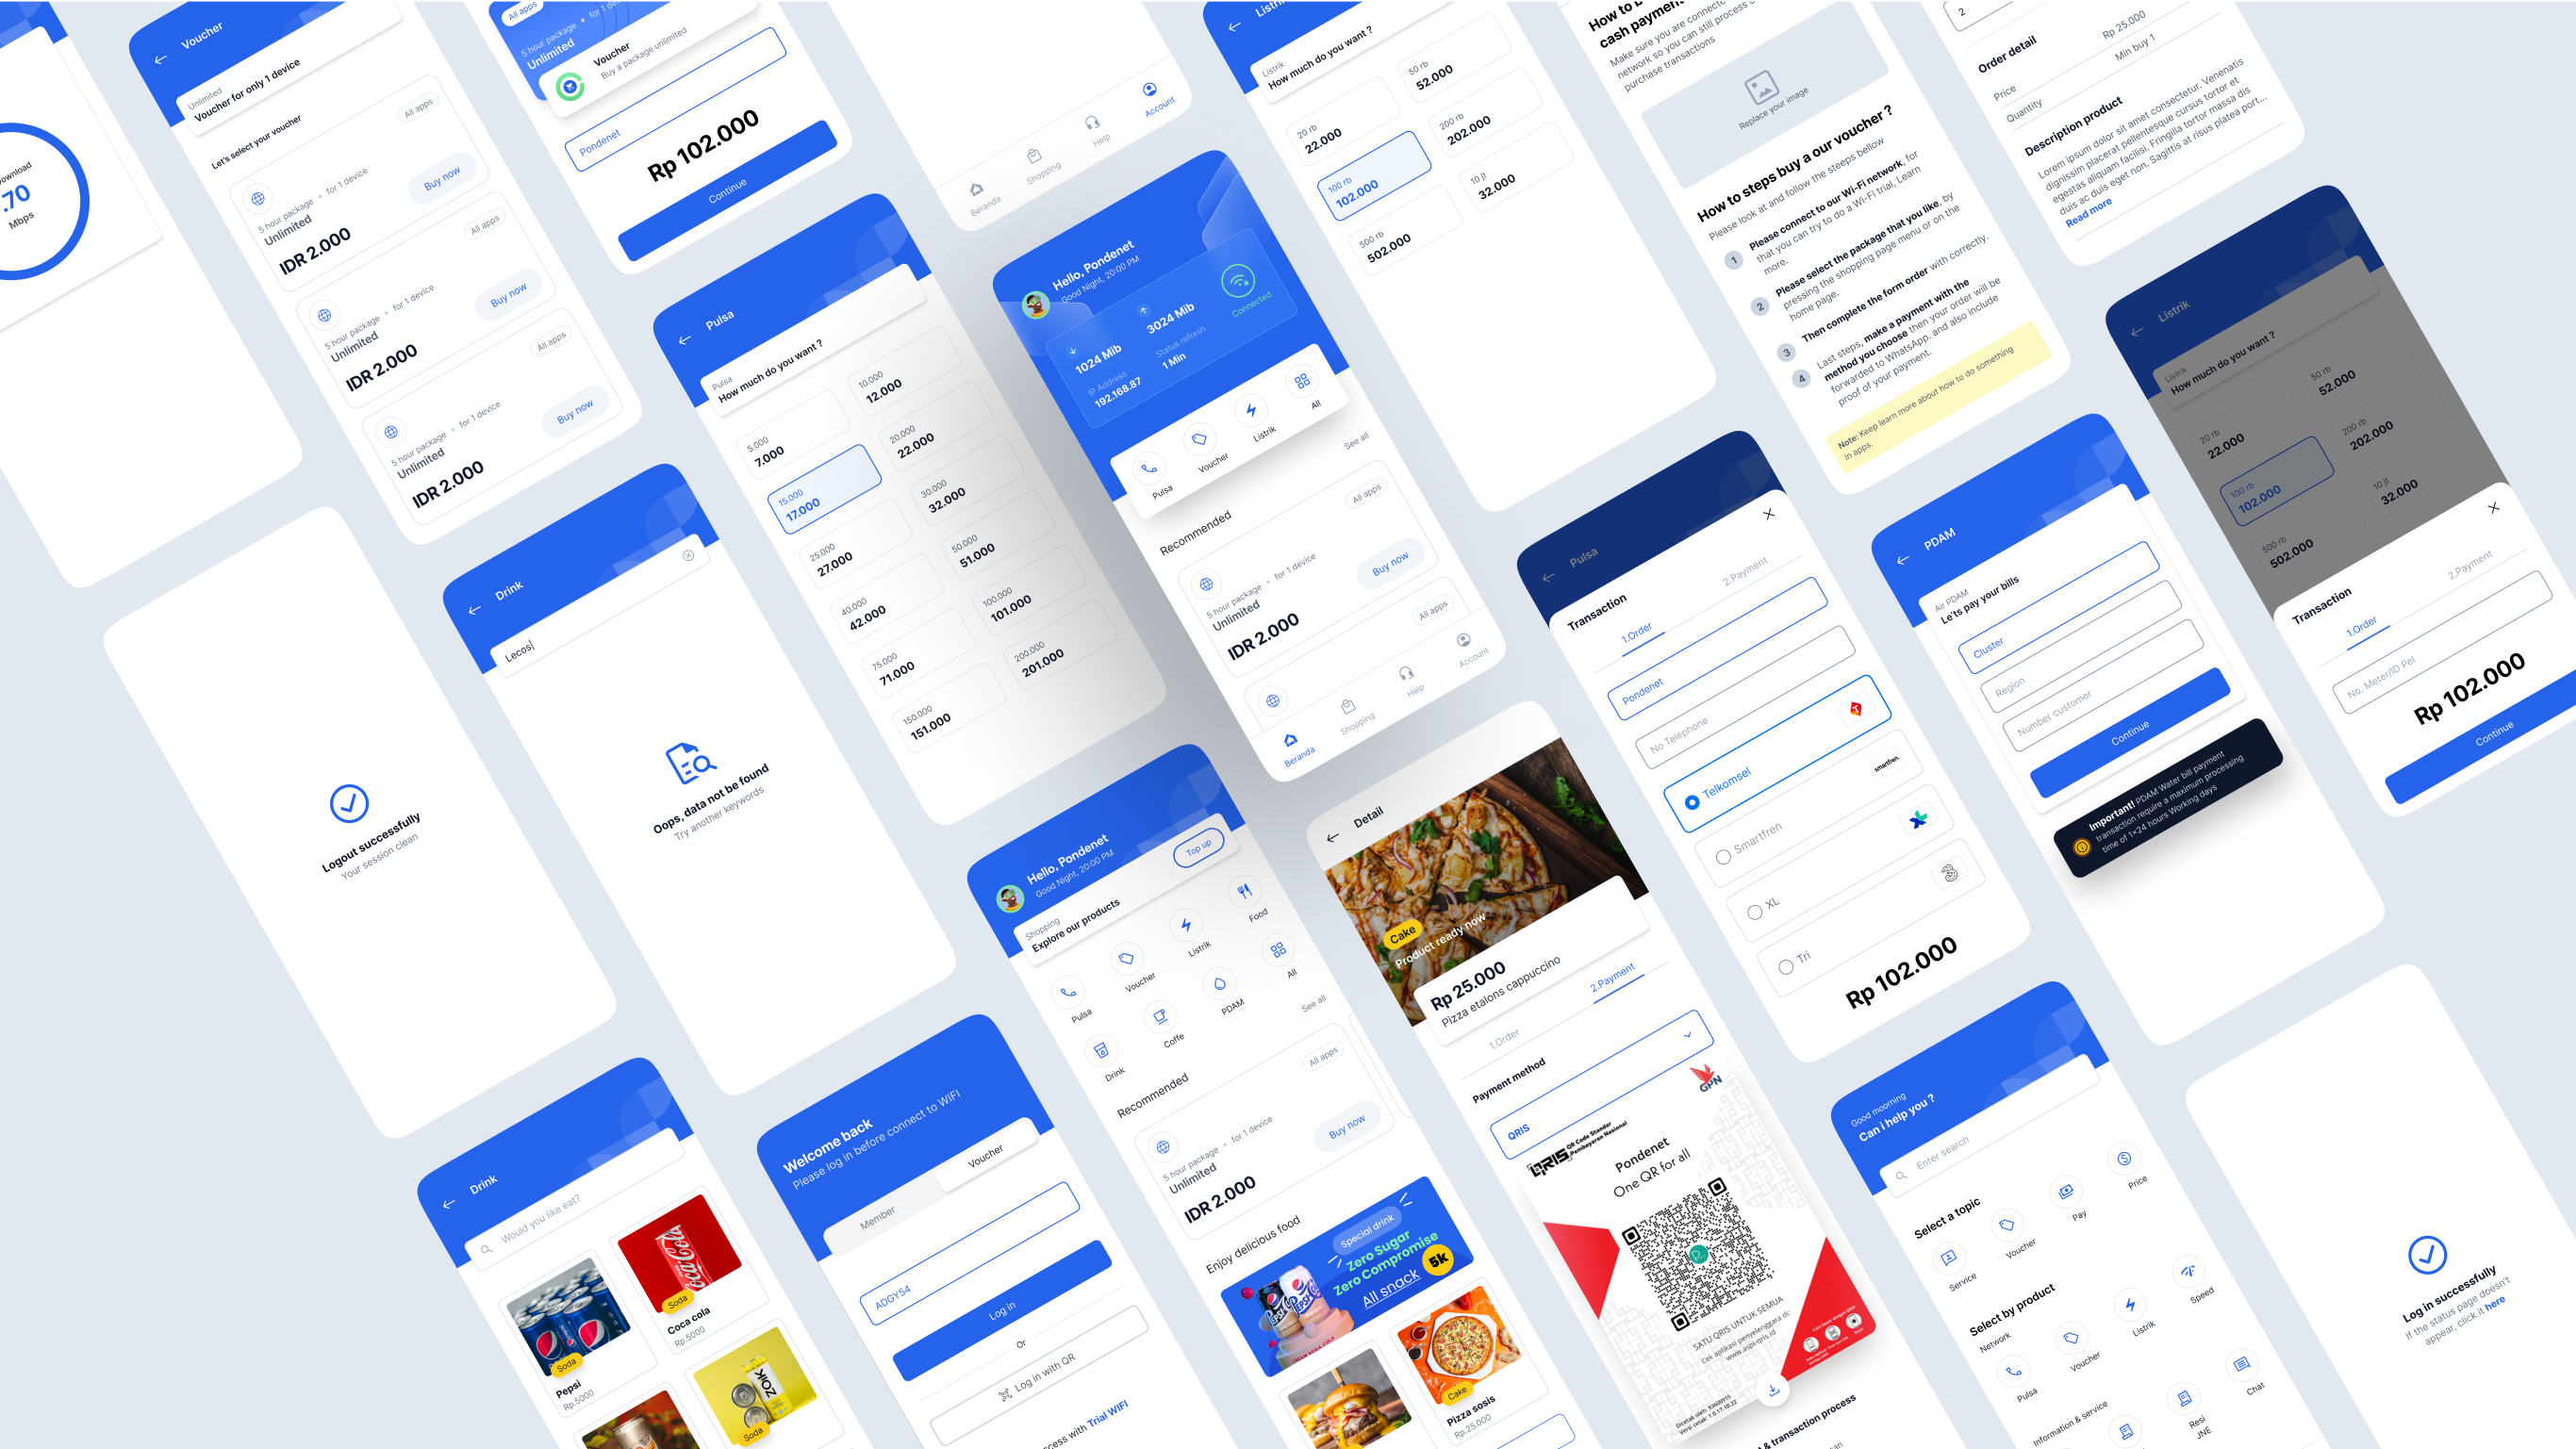 Download
.70
Mbps
Voucher
Unlimited
Voucher for only 1 device
Let's select your voucher
All apps
5 hour package • for 1 device
Unlimited
IDR 2.000
Buy now
All apps
5 hour package • for 1 device
Unlimited
IDR 2.000
Buy now
All apps
5 hour package • for 1 device
Unlimited
IDR 2.000
Buy now
All apps
5 hour package • for 1
Unlimited
Voucher
Buy a package unlimited
Pondenet
Rp 102.000
Continue
Beranda
Shopping
Help
Account
Listrik
How much do you want ?
20 rb
22.000
50 rb
52.000
100 rb
102.000
200 rb
202.000
500 rb
502.000
10 jt
32.000
How to
cash payment
Make sure you are connected
network so you can still process
purchase transactions
Replace your image
How to steps buy a our voucher ?
Please look at and follow the steeps bellow
1
Please connect to our Wi-Fi network, for
that you can try to do a Wi-Fi trial, Learn
more.
2
Please select the package that you like, by
pressing the shopping page menu or on the
home page.
3
Then complete the form order with correctly.
4
Last steps, make a payment with the
method you choose then your order will be
forwarded to WhatsApp. and also include
proof of your payment.
Note: Keep learn more about how to do something
in apps.
2
Order detail
Price
Rp 25.000
Quantity
Min buy 1
Description product
Lorem ipsum dolor sit amet consectetur. Venenatis
dignissim placerat pellentesque cursus tortor et
egestas aliquam facilisi. Fringilla tortor massa dis
duis ac duis eget non. Sagittis at risus platea port...
Read more
Logout successfully
Your session clean
Drink
Lecos
Oops, data not be found
Try another keywords
Pulsa
Pulsa
How much do you want ?
5.000
7.000
10.000
12.000
15.000
17.000
20.000
22.000
25.000
27.000
30.000
32.000
40.000
42.000
50.000
51.000
75.000
71.000
100.000
101.000
150.000
151.000
200.000
201.000
Hello, Pondenet
Good Night, 20:00 PM
1024 Mib
3024 Mib
IP Address
192.168.87
Status refresh
1 Min
Connected
Pulsa
Voucher
Listrik
All
Recommended
See all
All apps
5 hour package • for 1 device
Unlimited
IDR 2.000
Buy now
All apps
Beranda
Shopping
Help
Account
Pulsa
Transaction
1.Order
2.Payment
Pondenet
No Telephone
Telkomsel
Smartfren
smartfren.
XL
Tri
Rp 102.000
PDAM
Air PDAM
Le'ts pay your bills
Cluster
Region
Number customer
Continue
Important! PDAM Water bill payment
transaction require a maximum processing
time of 1x24 hours Working days
Listrik
Listrik
How much do you want ?
20 rb
22.000
50 rb
52.000
100 rb
102.000
200 rb
202.000
500 rb
502.000
10 jt
32.000
Transaction
1.Order
2.Payment
No. Meter/ID Pel
Rp 102.000
Continue
Drink
Would you like eat?
Soda
Pepsi
Rp.5000
Coca Cola
Soda
Coca cola
Rp.5000
ZOIK
Soda
Welcome back
Please log in before connect to WIFI
Member
Voucher
ADGY54
Log in
Or
Log in with QR
ccess with Trial WIFI
Hello, Pondenet
Good Night, 20:00 PM
Shopping
Explore our products
Top up
Pulsa
Voucher
Listrik
Food
Drink
Coffe
PDAM
All
Recommended
See all
All apps
5 hour package • for 1 device
Unlimited
IDR 2.000
Buy now
Enjoy delicious food
Special drink
Zero Sugar
Zero Compromise
All snack
5k
Cake
Pizza sosis
Rp.25.000
Detail
Cake
Product ready now
Rp 25.000
Pizza etalons cappuccino
1.Order
2.Payment
Payment method
QRIS
QRIS
QR Code Standar
Pembayaran Nasional
GPN
Pondenet
One QR for all
SATU QRIS UNTUK SEMUA
Cek aplikasi penyelenggara di:
www.aspi-qris.id
Dicetak oleh: 93600915
Versi cetak: 1.0.17.10.22
& transaction process
Good moorning
Can i help you ?
Enter search
Select a topic
Service
Voucher
Pay
Price
Select by product
Network
Pulsa
Voucher
Listrik
Speed
Information & service
Resi
JNE
Chat
Log in successfully
If the status page doesn't
appear, click it here